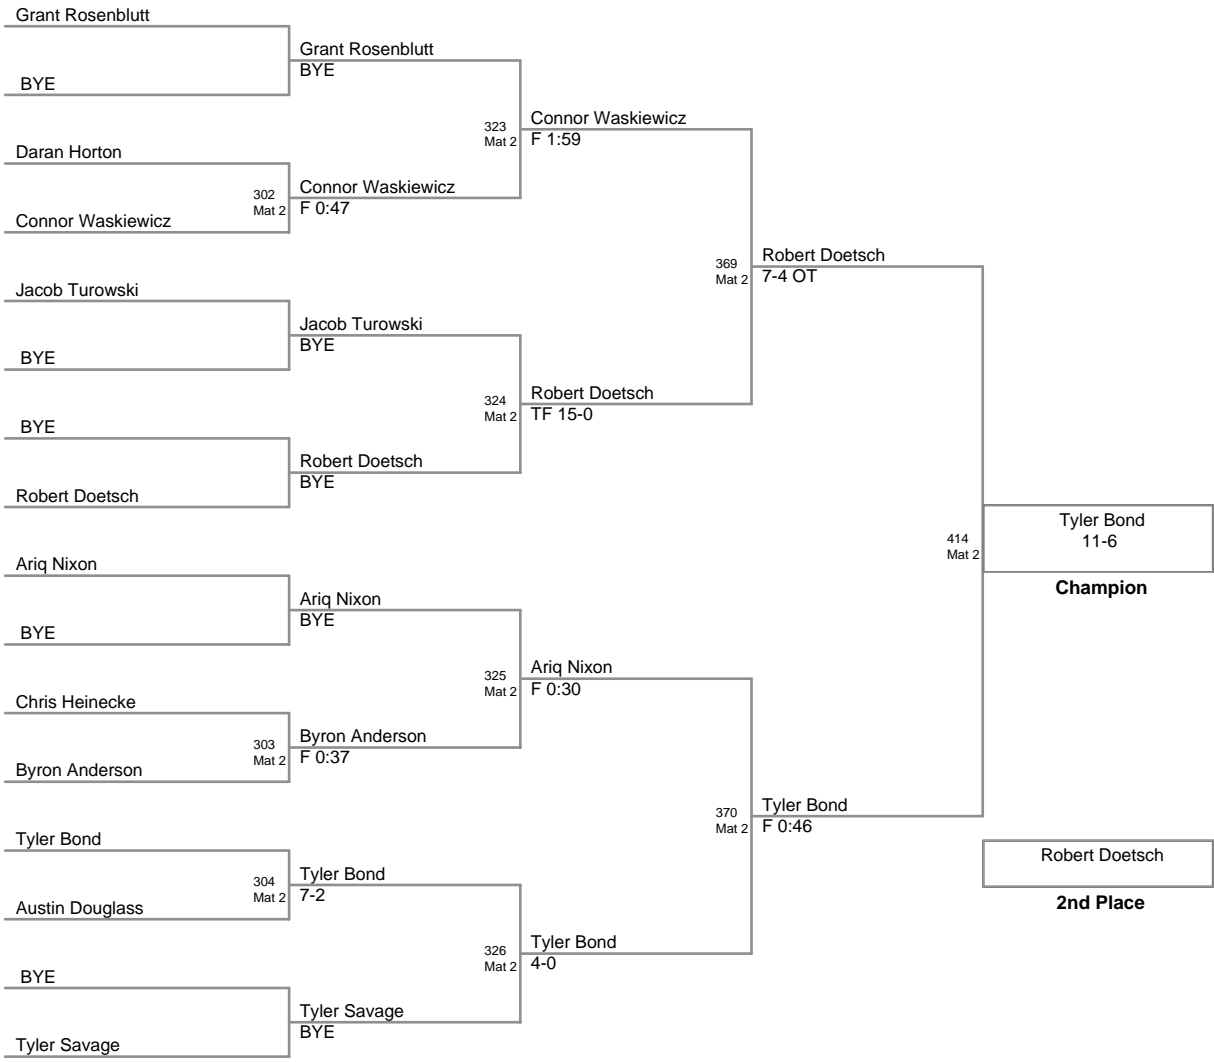 Grant Rosenblutt
BYE
Daran Horton
Connor Waskiewicz
Jacob Turowski
BYE
BYE
Robert Doetsch
Ariq Nixon
BYE
Chris Heinecke
Byron Anderson
Tyler Bond
Austin Douglass
BYE
Tyler Savage
Grant Rosenblutt
BYE
302
Mat 2
Connor Waskiewicz
F 0:47
Jacob Turowski
BYE
Robert Doetsch
BYE
Ariq Nixon
BYE
303
Mat 2
Byron Anderson
F 0:37
304
Mat 2
Tyler Bond
7-2
Tyler Savage
BYE
323
Mat 2
Connor Waskiewicz
F 1:59
324
Mat 2
Robert Doetsch
TF 15-0
325
Mat 2
Ariq Nixon
F 0:30
326
Mat 2
Tyler Bond
4-0
369
Mat 2
Robert Doetsch
7-4 OT
370
Mat 2
Tyler Bond
F 0:46
414
Mat 2
Tyler Bond
11-6
Champion
Robert Doetsch
2nd Place